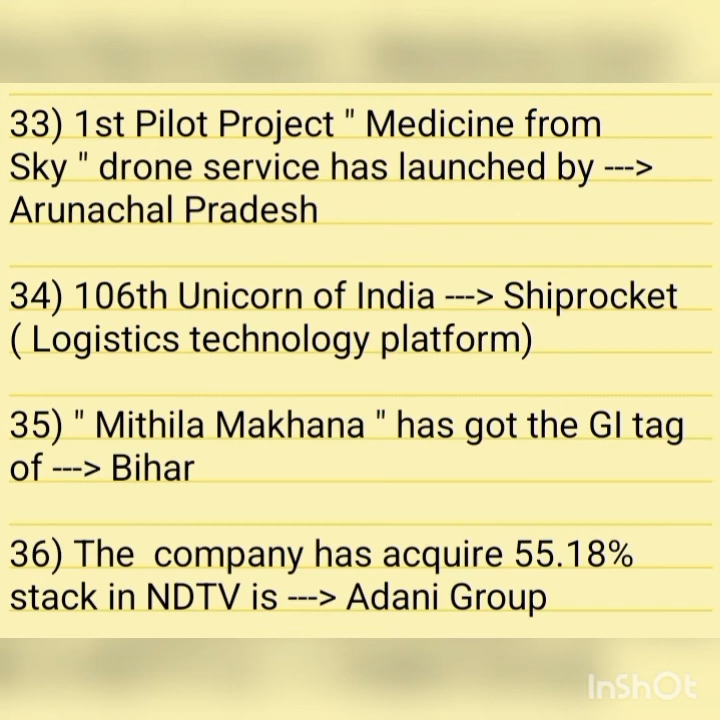 33) 1st Pilot Project " Medicine from
Sky " drone service has launched by --->
Arunachal Pradesh
34) 106th Unicorn of India ---> Shiprocket
( Logistics technology platform)
35) " Mithila Makhana " has got the GI tag
of ---> Bihar
36) The  company has acquire 55.18%
stack in NDTV is ---> Adani Group
InShOt